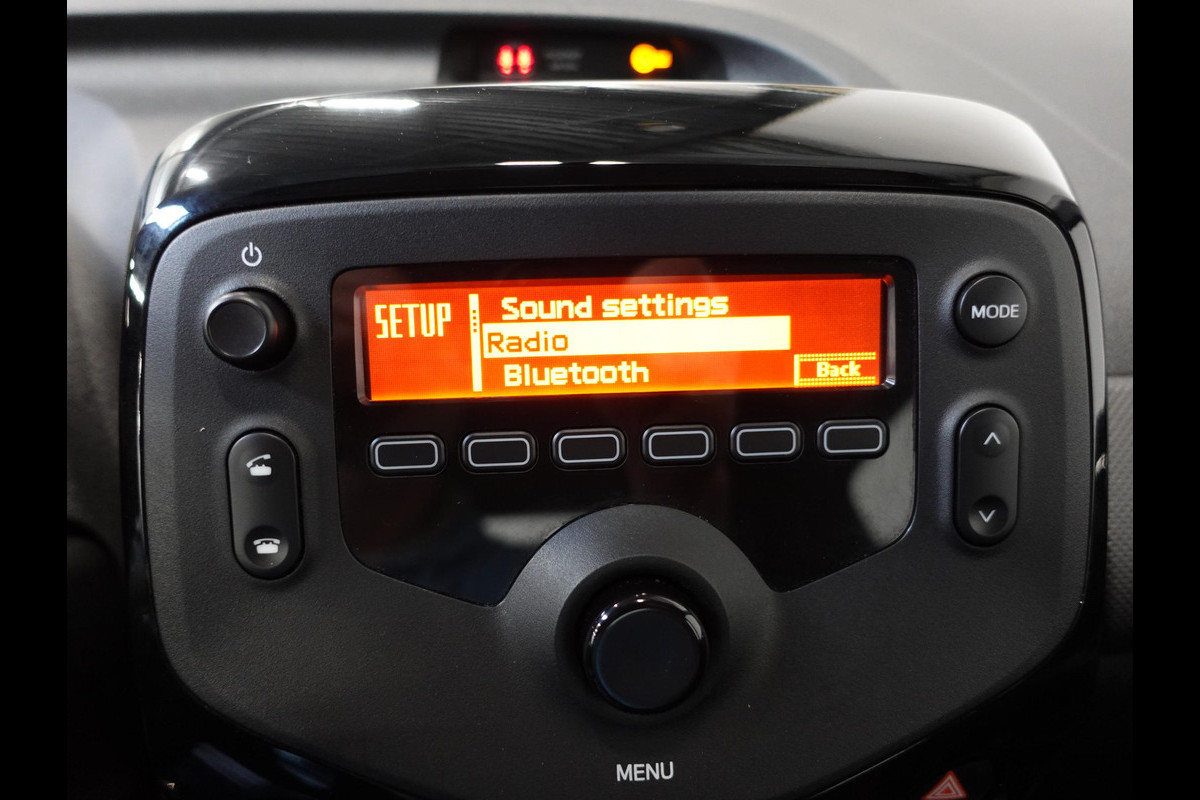 SETUP
Sound settings
Radio
Bluetooth
Back
MODE
MENU